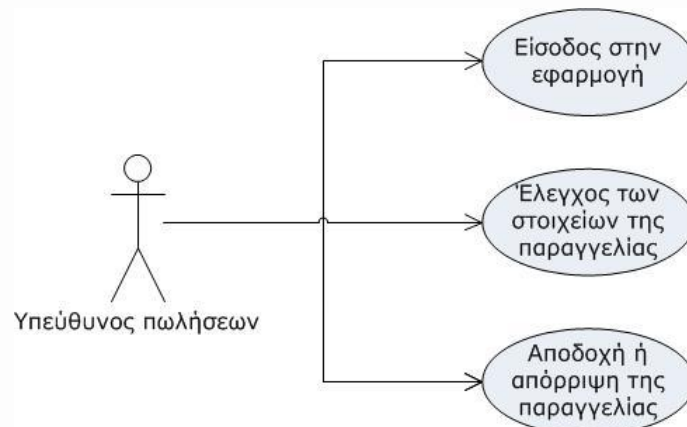 Είσοδος στην
εφαρμογή
Έλεγχος των
στοιχείων της
παραγγελίας
Υπεύθυνος πωλήσεων
Αποδοχή ή
απόρριψη της
παραγγελίας